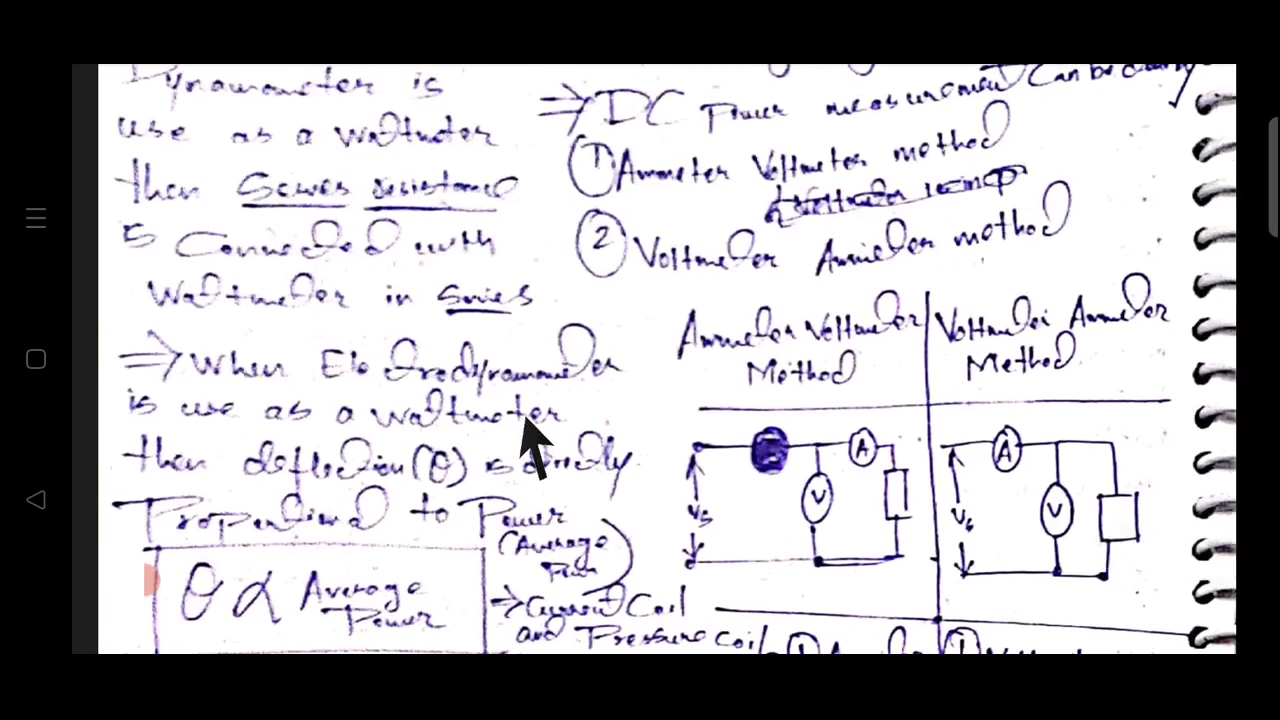 Dynamometer is
use as a wattmeter
then Series resistance
is Connected with
Wattmeter in Series
⇒ When Electrodynamometer
is use as a wattmeter
then deflection (θ) is directly
Proportional to Power
(Average
Power)
θ ∝ Average
Power
→ Current Coil
and Pressure coil
⇒ DC Power measurement Can be
① Ammeter Voltmeter method
② Voltmeter Ammeter method
Ammeter Voltmeter
Method
Voltmeter Ammeter
Method
A
V
Vs
A
V
Vs